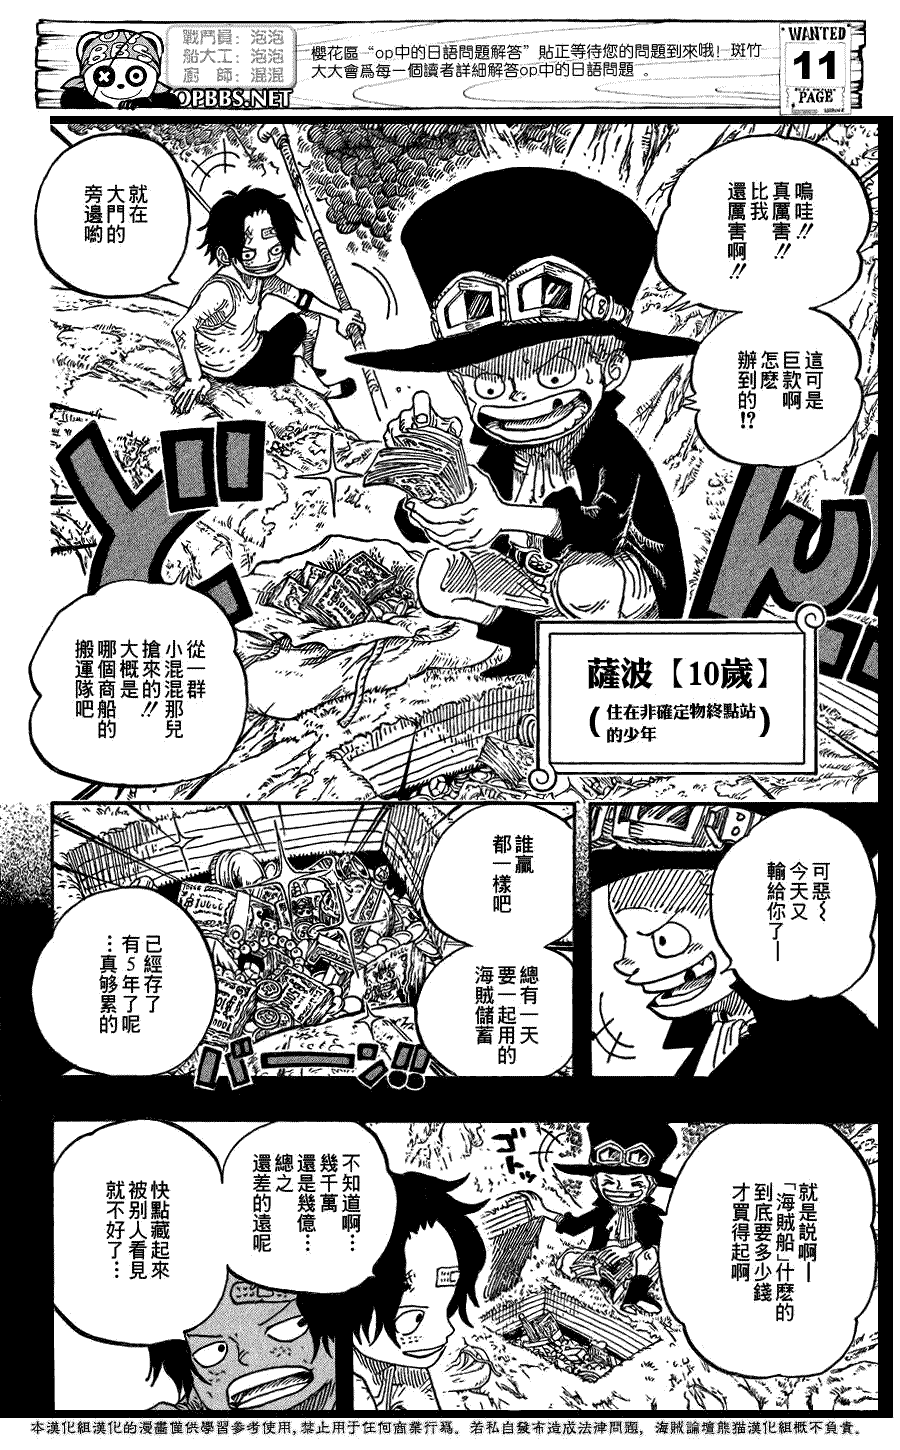 戰鬥員：泡泡
船大工：泡泡
廚　師：混混
OPBBS.NET
櫻花區“op中的日語問題解答”貼正等待您的問題到來哦！斑竹
大大會爲每一個讀者詳細解答op中的日語問題 。
WANTED
11
PAGE
嗚哇!!
真厲害!!
比我
還厲害啊!!
這可是
巨款啊
怎麼
辦到的!?
就在
大門的
旁邊喲
從一群
小混混那兒
搶來的!!
大概是
哪個商船的
搬運隊吧
ドン
薩波【10歲】
(住在非確定物終點站
的少年)
可惡～
今天又
輸給你了—
誰贏
都一樣吧
總有一天
要一起用的
海賊儲蓄
已經存了
有5年了呢
…真够累的
バーン!!
就是説啊—
「海賊船」什麽的
到底要多少錢
才買得起啊
ゴト
不知道啊…
幾千萬
還是幾億…
總之
還差的遠呢
快點藏起來
被别人看見
就不好了…
本漢化組漢化的漫畫僅供學習參考使用,禁止用于任何商業行爲。若私自發布造成法律問題，海賊論壇熊猫漢化組概不負責。